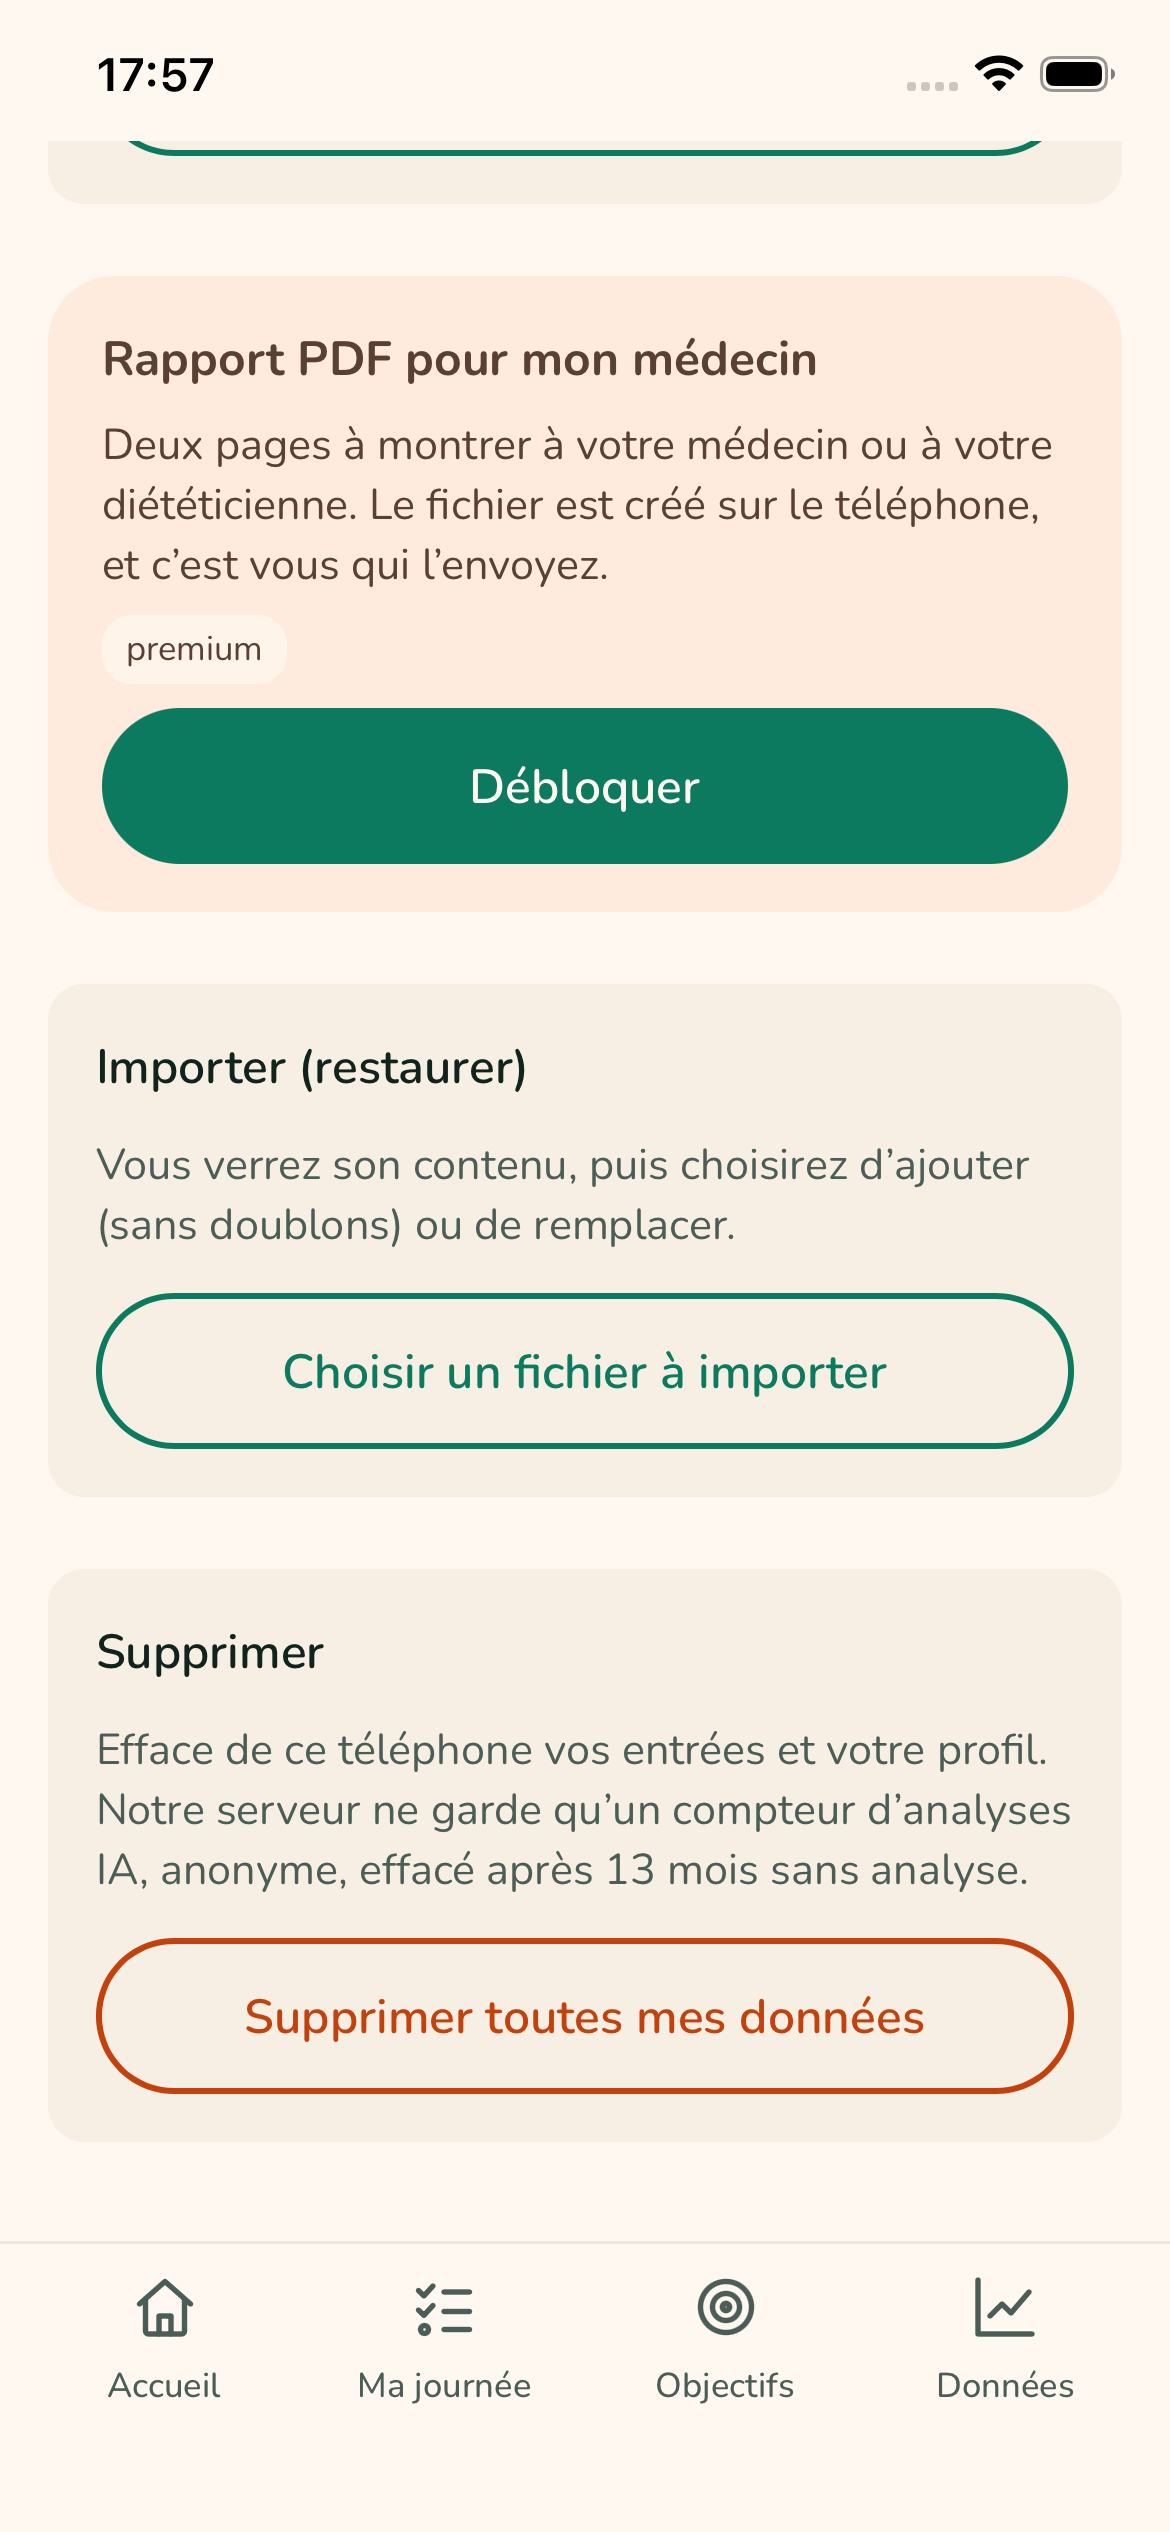 17:57
Rapport PDF pour mon médecin
Deux pages à montrer à votre médecin ou à votre
diététicienne. Le fichier est créé sur le téléphone,
et c’est vous qui l’envoyez.
premium
Débloquer
Importer (restaurer)
Vous verrez son contenu, puis choisirez d’ajouter
(sans doublons) ou de remplacer.
Choisir un fichier à importer
Supprimer
Efface de ce téléphone vos entrées et votre profil.
Notre serveur ne garde qu’un compteur d’analyses
IA, anonyme, effacé après 13 mois sans analyse.
Supprimer toutes mes données
Accueil
Ma journée
Objectifs
Données